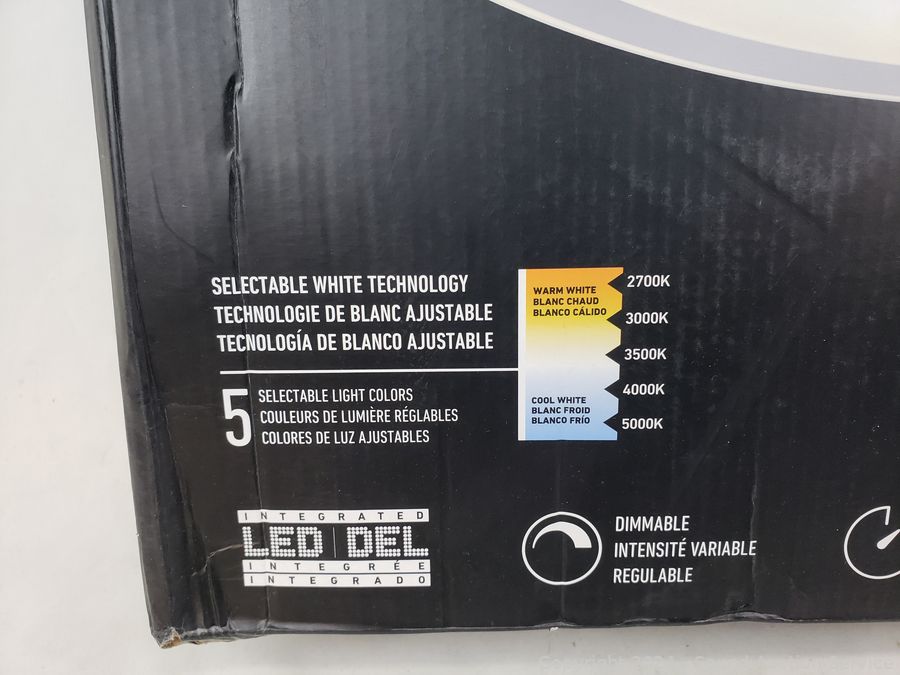 SELECTABLE WHITE TECHNOLOGY
TECHNOLOGIE DE BLANC AJUSTABLE
TECNOLOGÍA DE BLANCO AJUSTABLE
5
SELECTABLE LIGHT COLORS
COULEURS DE LUMIÈRE RÉGLABLES
COLORES DE LUZ AJUSTABLES
WARM WHITE
BLANC CHAUD
BLANCO CÁLIDO
COOL WHITE
BLANC FROID
BLANCO FRÍO
2700K
3000K
3500K
4000K
5000K
INTEGRATED
LED | DEL
INTEGRÉE
INTEGRADO
DIMMABLE
INTENSITÉ VARIABLE
REGULABLE